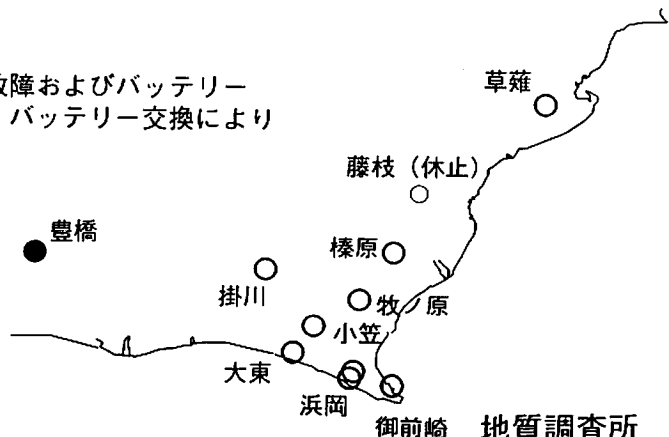 障およびバッテリー
バッテリー交換により
草薙
藤枝（休止）
豊橋
榛原
掛川
牧ノ原
小笠
大東
浜岡
御前崎
地質調査所